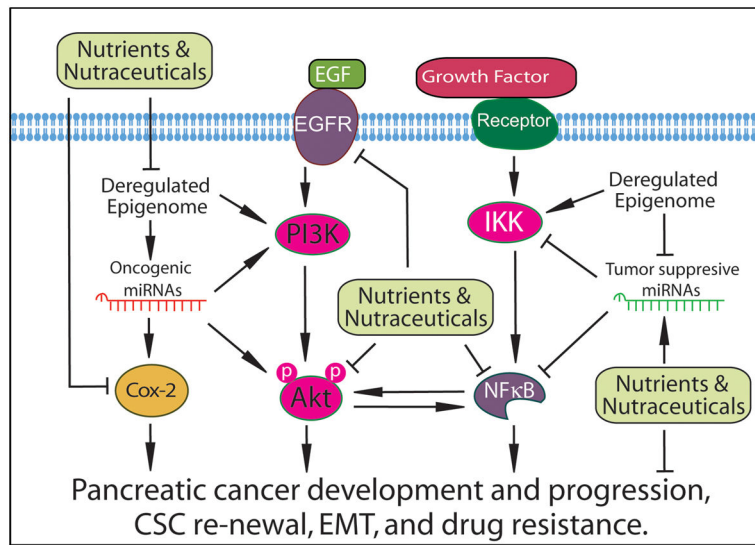 Nutrients &
Nutraceuticals
EGF
EGFR
Growth Factor
Receptor
Deregulated
Epigenome
PI3K
IKK
Deregulated
Epigenome
Oncogenic
miRNAs
Tumor suppresive
miRNAs
Nutrients &
Nutraceuticals
Cox-2
p
p
Akt
NFκB
Nutrients &
Nutraceuticals
Pancreatic cancer development and progression,
CSC re-newal, EMT, and drug resistance.